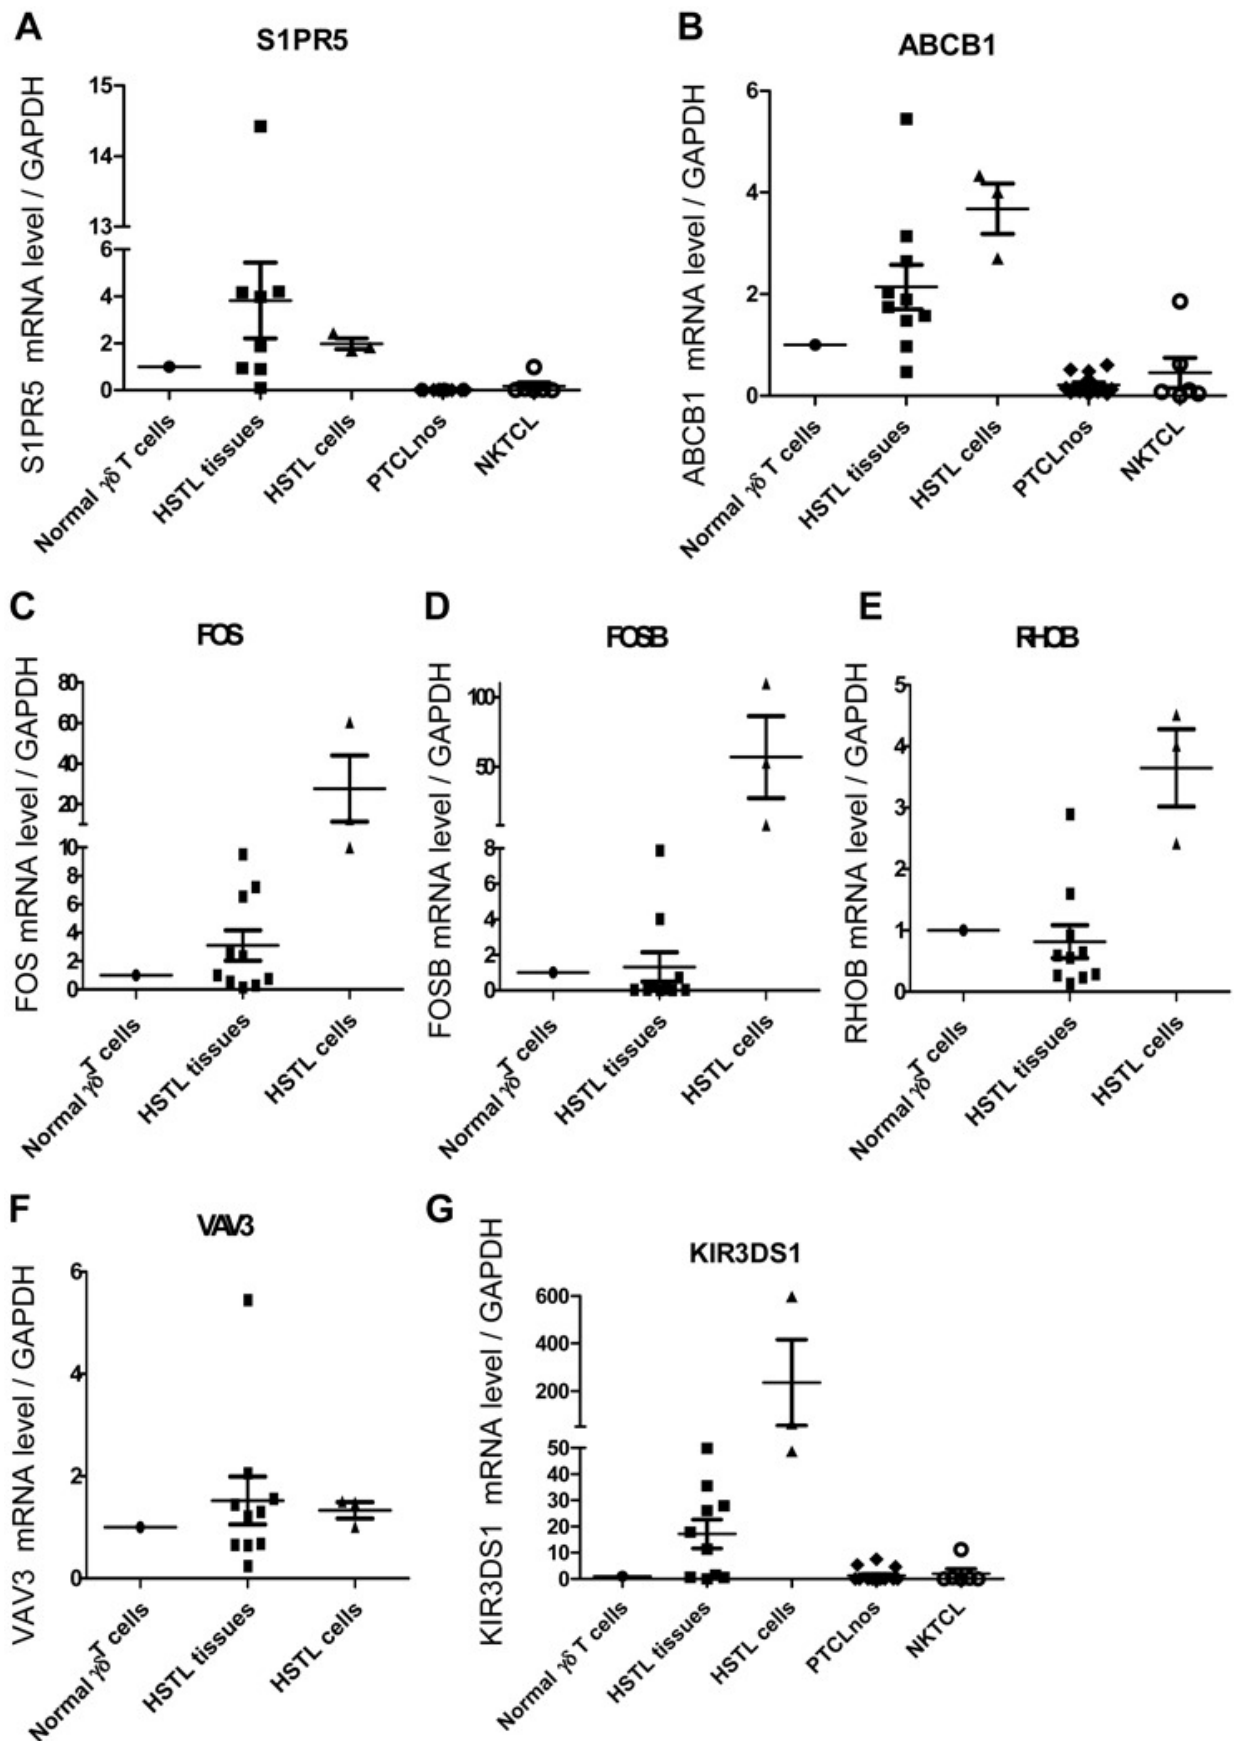 A
S1PR5
S1PR5 mRNA level / GAPDH
15
14
13
6
4
2
0
Normal γδ T cells
HSTL tissues
HSTL cells
PTCLnos
NKTCL
B
ABCB1
ABCB1 mRNA level / GAPDH
6
4
2
0
Normal γδ T cells
HSTL tissues
HSTL cells
PTCLnos
NKTCL
C
FOS
FOS mRNA level / GAPDH
80
60
40
20
10
8
6
4
2
0
Normal γδ T cells
HSTL tissues
HSTL cells
D
FOSB
FOSB mRNA level / GAPDH
100
50
8
6
4
2
0
Normal γδ T cells
HSTL tissues
HSTL cells
E
RHOB
RHOB mRNA level / GAPDH
5
4
3
2
1
0
Normal γδ T cells
HSTL tissues
HSTL cells
F
VAV3
VAV3 mRNA level / GAPDH
6
4
2
0
Normal γδ T cells
HSTL tissues
HSTL cells
G
KIR3DS1
KIR3DS1 mRNA level / GAPDH
600
400
200
50
40
30
20
10
0
Normal γδ T cells
HSTL tissues
HSTL cells
PTCLnos
NKTCL